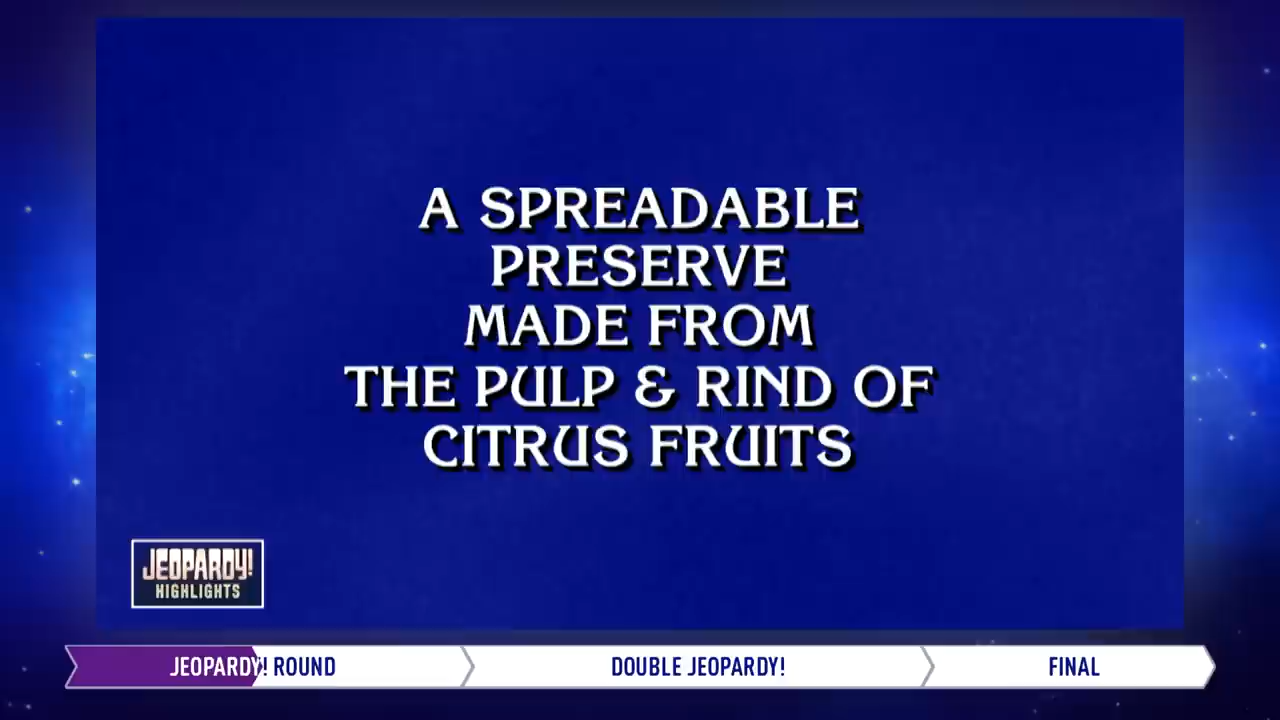 A SPREADABLE
PRESERVE
MADE FROM
THE PULP & RIND OF
CITRUS FRUITS
JEOPARDY!
HIGHLIGHTS
JEOPARDY! ROUND
DOUBLE JEOPARDY!
FINAL